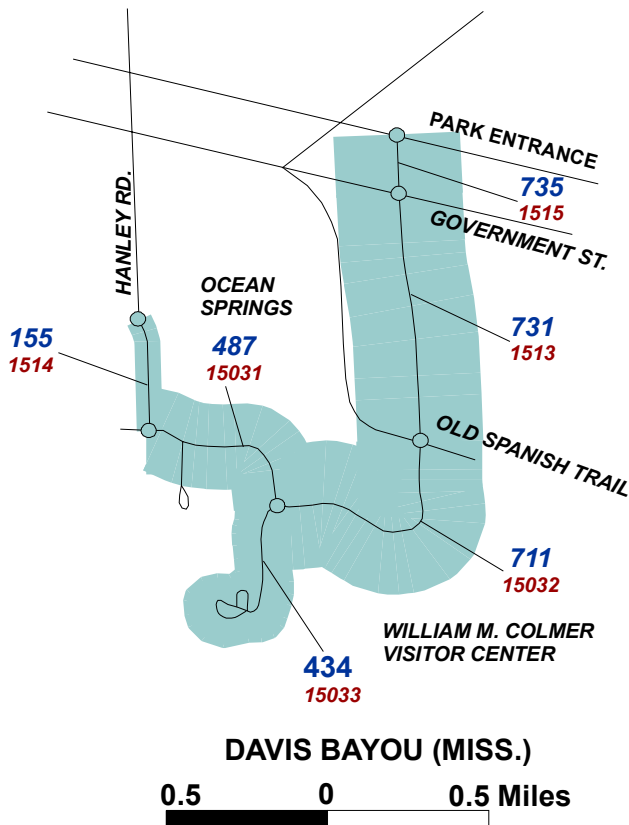 PARK ENTRANCE
735
1515
GOVERNMENT ST.
HANLEY RD.
OCEAN
SPRINGS
155
1514
487
15031
731
1513
OLD SPANISH TRAIL
711
15032
WILLIAM M. COLMER
VISITOR CENTER
434
15033
DAVIS BAYOU (MISS.)
0.5 0 0.5 Miles